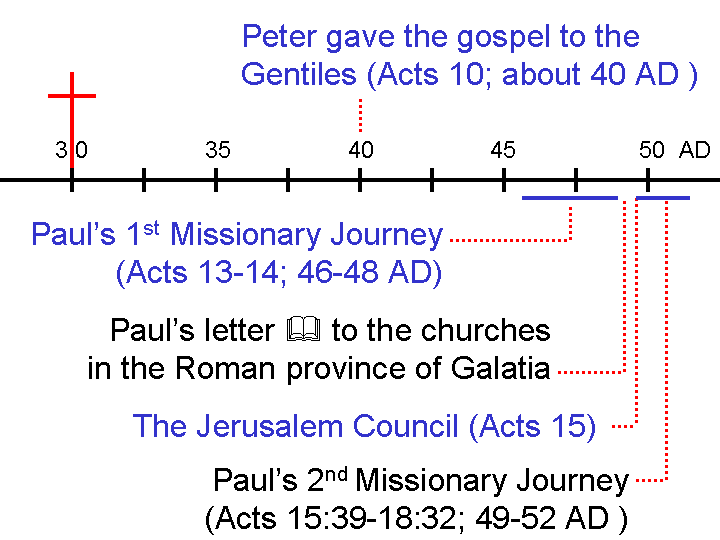 Peter gave the gospel to the
Gentiles (Acts 10; about 40 AD )
30 35 40 45 50 AD
Paul’s 1st Missionary Journey
(Acts 13-14; 46-48 AD)
Paul’s letter 🕮 to the churches
in the Roman province of Galatia
The Jerusalem Council (Acts 15)
Paul’s 2nd Missionary Journey
(Acts 15:39-18:32; 49-52 AD )